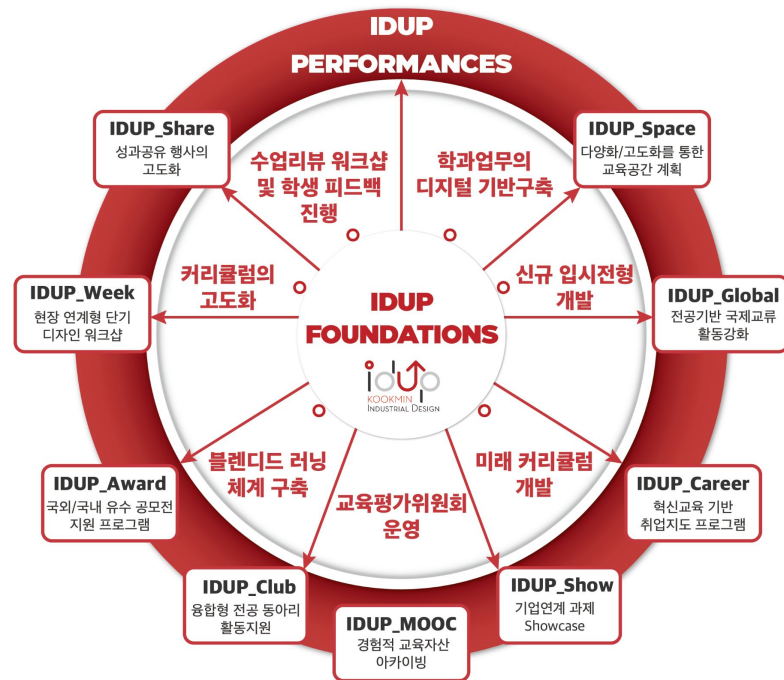 IDUP
PERFORMANCES
IDUP_Share
성과공유 행사의
고도화
IDUP_Space
다양화/고도화를 통한
교육공간 계획
수업리뷰 워크샵
및 학생 피드백
진행
학과업무의
디지털 기반구축
IDUP_Week
현장 연계형 단기
디자인 워크샵
커리큘럼의
고도화
신규 입시전형
개발
IDUP_Global
전공기반 국제교류
활동강화
IDUP
FOUNDATIONS
idup
KOOKMIN
INDUSTRIAL DESIGN
IDUP_Award
국외/국내 유수 공모전
지원 프로그램
블렌디드 러닝
체계 구축
교육평가위원회
운영
미래 커리큘럼
개발
IDUP_Career
혁신교육 기반
취업지도 프로그램
IDUP_Club
융합형 전공 동아리
활동지원
IDUP_MOOC
경험적 교육자산
아카이빙
IDUP_Show
기업연계 과제
Showcase